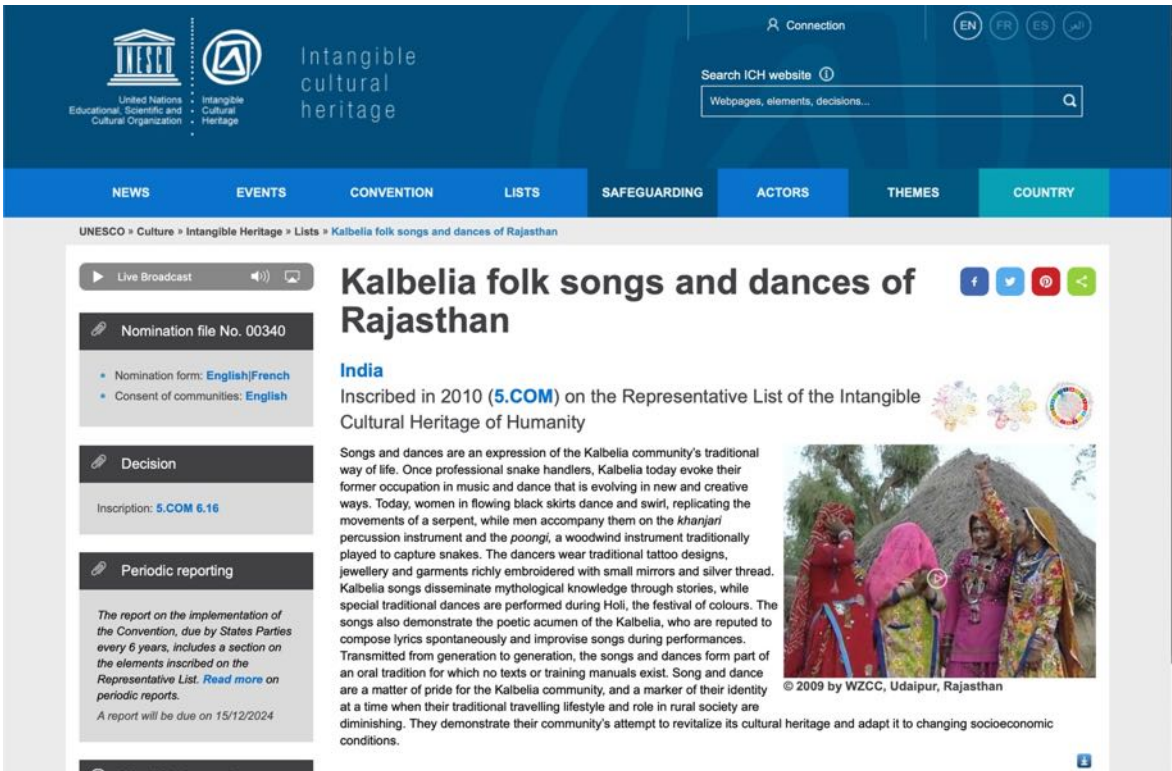 UNESCO
United Nations
Educational, Scientific and
Cultural Organization
Intangible
Cultural
Heritage
Intangible
cultural
heritage
Connection
EN
FR
ES
العر
Search ICH website
Webpages, elements, decisions...
NEWS
EVENTS
CONVENTION
LISTS
SAFEGUARDING
ACTORS
THEMES
COUNTRY
UNESCO » Culture » Intangible Heritage » Lists » Kalbelia folk songs and dances of Rajasthan
Live Broadcast
Nomination file No. 00340
Nomination form: English|French
Consent of communities: English
Decision
Inscription: 5.COM 6.16
Periodic reporting
The report on the implementation of
the Convention, due by States Parties
every 6 years, includes a section on
the elements inscribed on the
Representative List. Read more on
periodic reports.
A report will be due on 15/12/2024
Kalbelia folk songs and dances of
Rajasthan
India
Inscribed in 2010 (5.COM) on the Representative List of the Intangible
Cultural Heritage of Humanity
Songs and dances are an expression of the Kalbelia community's traditional
way of life. Once professional snake handlers, Kalbelia today evoke their
former occupation in music and dance that is evolving in new and creative
ways. Today, women in flowing black skirts dance and swirl, replicating the
movements of a serpent, while men accompany them on the khanjari
percussion instrument and the poongi, a woodwind instrument traditionally
played to capture snakes. The dancers wear traditional tattoo designs,
jewellery and garments richly embroidered with small mirrors and silver thread.
Kalbelia songs disseminate mythological knowledge through stories, while
special traditional dances are performed during Holi, the festival of colours. The
songs also demonstrate the poetic acumen of the Kalbelia, who are reputed to
compose lyrics spontaneously and improvise songs during performances.
Transmitted from generation to generation, the songs and dances form part of
an oral tradition for which no texts or training manuals exist. Song and dance
are a matter of pride for the Kalbelia community, and a marker of their identity
at a time when their traditional travelling lifestyle and role in rural society are
diminishing. They demonstrate their community's attempt to revitalize its cultural heritage and adapt it to changing socioeconomic
conditions.
© 2009 by WZCC, Udaipur, Rajasthan